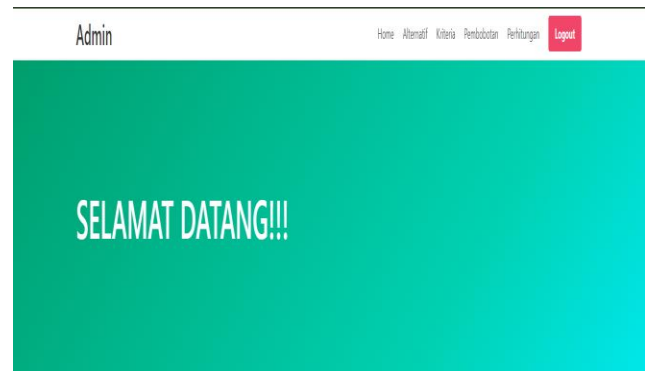 Admin Home Alternatif Kriteria Pembobotan Perhitungan Logout
SELAMAT DATANG!!!